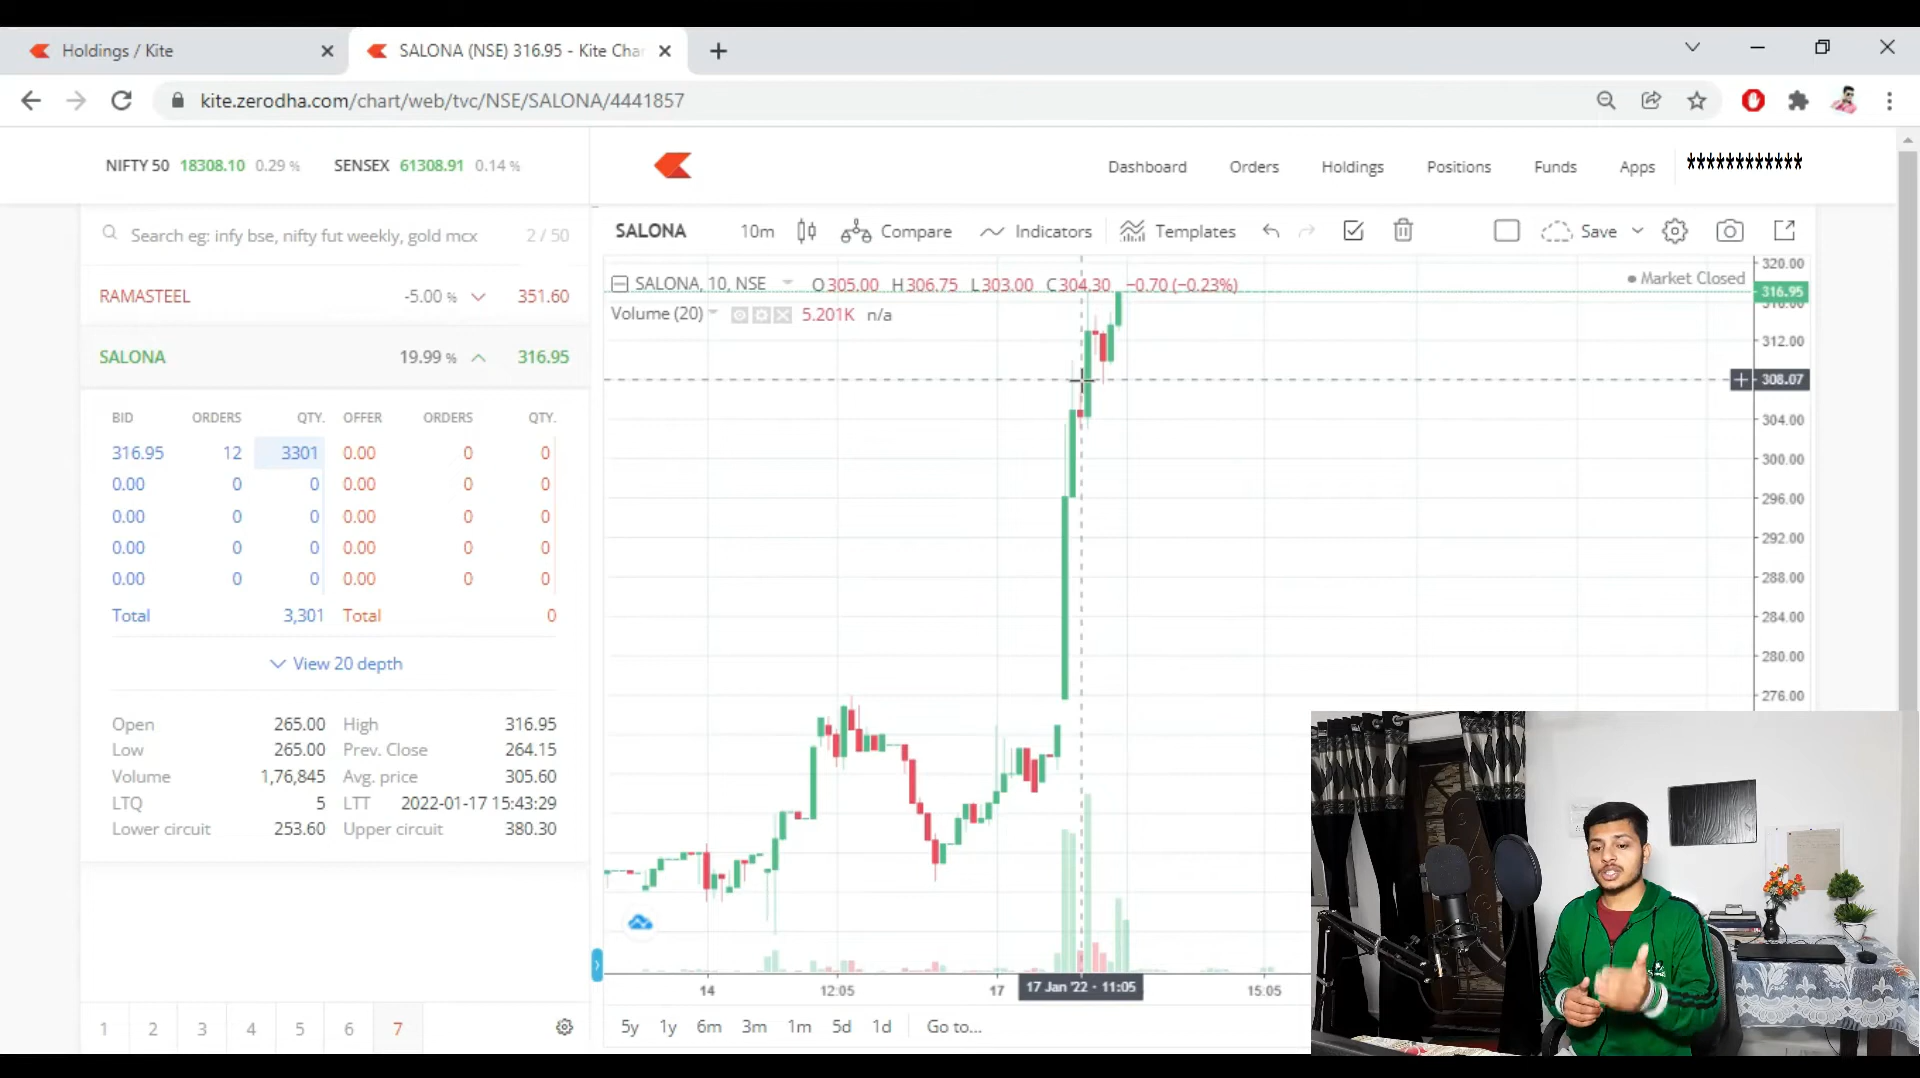 Holdings / Kite
SALONA (NSE) 316.95 - Kite Char
kite.zerodha.com/chart/web/tvc/NSE/SALONA/4441857
NIFTY 50 18308.10 0.29 % SENSEX 61308.91 0.14 %
Dashboard Orders Holdings Positions Funds Apps ************
Search eg: infy bse, nifty fut weekly, gold mcx 2 / 50
RAMASTEEL -5.00 % 351.60
SALONA 19.99 % 316.95
BID ORDERS QTY. OFFER ORDERS QTY.
316.95 12 3301 0.00 0 0
0.00 0 0 0.00 0 0
0.00 0 0 0.00 0 0
0.00 0 0 0.00 0 0
0.00 0 0 0.00 0 0
Total 3,301 Total 0
View 20 depth
Open 265.00 High 316.95
Low 265.00 Prev. Close 264.15
Volume 1,76,845 Avg. price 305.60
LTQ 5 LTT 2022-01-17 15:43:29
Lower circuit 253.60 Upper circuit 380.30
1 2 3 4 5 6 7
SALONA 10m Compare Indicators Templates Save
SALONA, 10, NSE O305.00 H306.75 L303.00 C304.30 −0.70 (−0.23%)
Market Closed
Volume (20) 5.201K n/a
320.00
316.95
316.00
312.00
308.07
304.00
300.00
296.00
292.00
288.00
284.00
280.00
276.00
14 12:05 17 17 Jan '22 - 11:05 15:05
5y 1y 6m 3m 1m 5d 1d Go to...